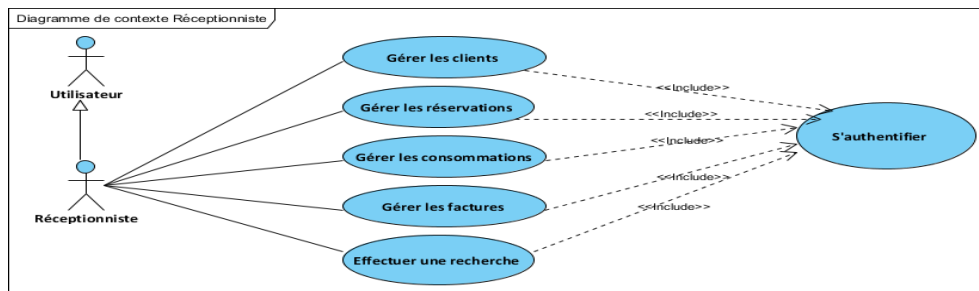 Diagramme de contexte Réceptionniste
Utilisateur
Réceptionniste
Gérer les clients
Gérer les réservations
Gérer les consommations
Gérer les factures
Effectuer une recherche
<<Include>>
<<Include>>
<<Include>>
<<Include>>
<<Include>>
S'authentifier